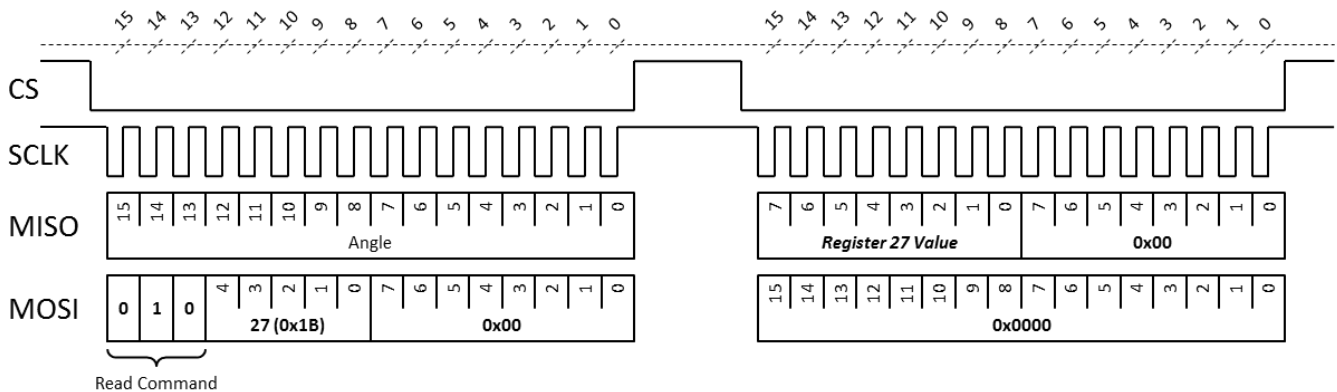 15 14 13 12 11 10 9 8 7 6 5 4 3 2 1 0 15 14 13 12 11 10 9 8 7 6 5 4 3 2 1 0
CS
SCLK
MISO
15 14 13 12 11 10 9 8 7 6 5 4 3 2 1 0 7 6 5 4 3 2 1 0 7 6 5 4 3 2 1 0
Angle Register 27 Value 0x00
MOSI
0 1 0 4 3 2 1 0 7 6 5 4 3 2 1 0 15 14 13 12 11 10 9 8 7 6 5 4 3 2 1 0
27 (0x1B) 0x00 0x0000
Read Command